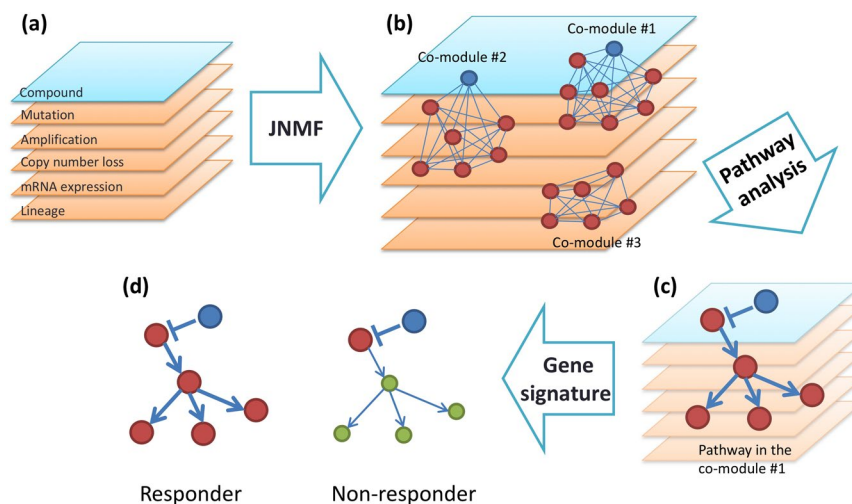 (a)
Compound
Mutation
Amplification
Copy number loss
mRNA expression
Lineage
JNMF
(b)
Co-module #1
Co-module #2
Co-module #3
Pathway
analysis
(c)
Pathway in the
co-module #1
Gene
signature
(d)
Responder
Non-responder